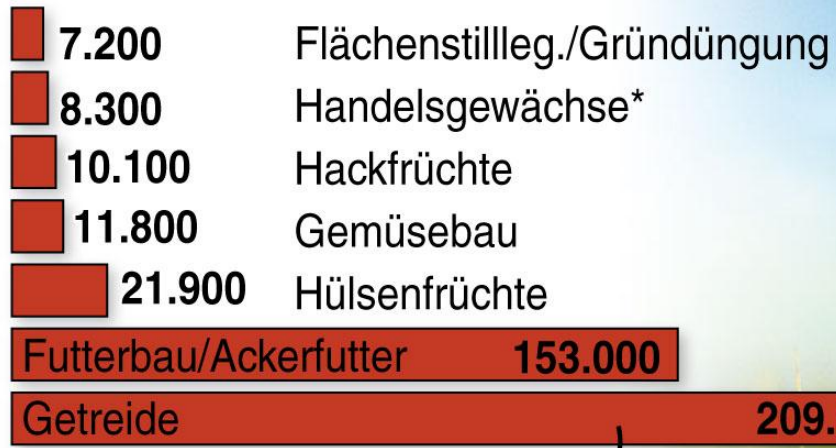 7.200 Flächenstillleg./Gründüngung
8.300 Handelsgewächse*
10.100 Hackfrüchte
11.800 Gemüsebau
21.900 Hülsenfrüchte
Futterbau/Ackerfutter 153.000
Getreide 209.